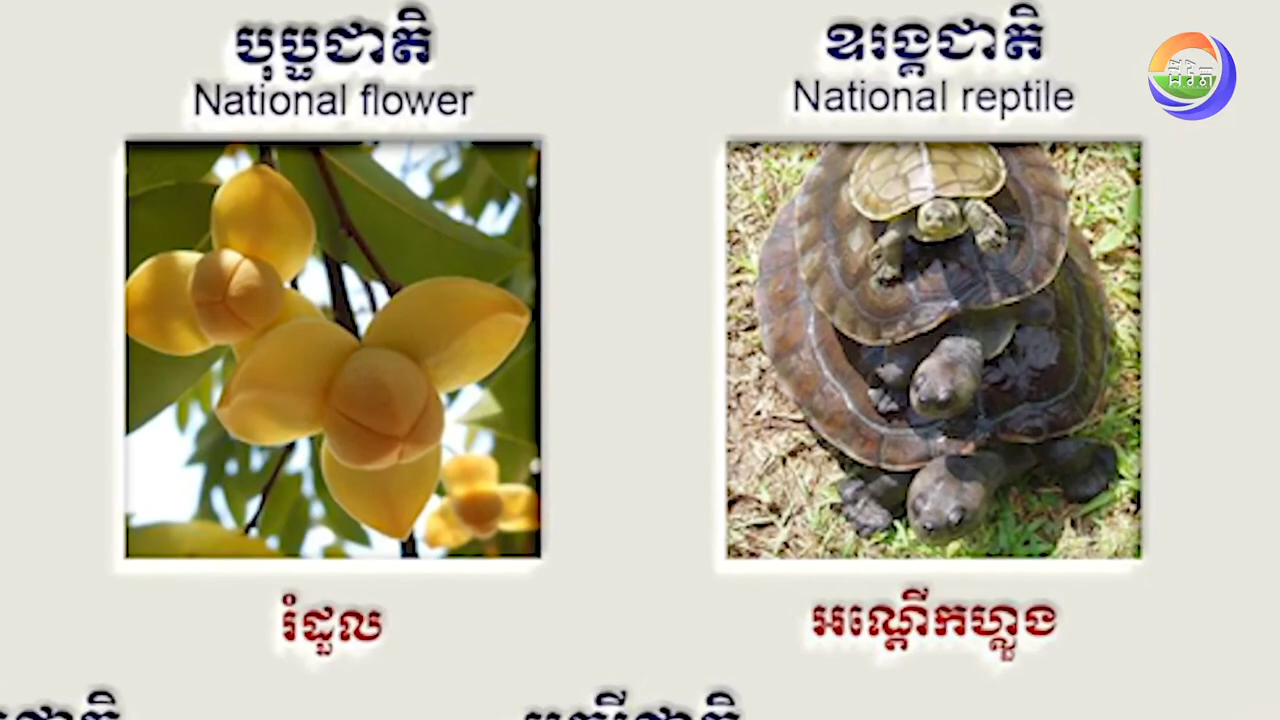 បុប្ផជាតិ
National flower
ឧរង្គជាតិ
National reptile
រំដួល
អណ្ដើកហ្លួង